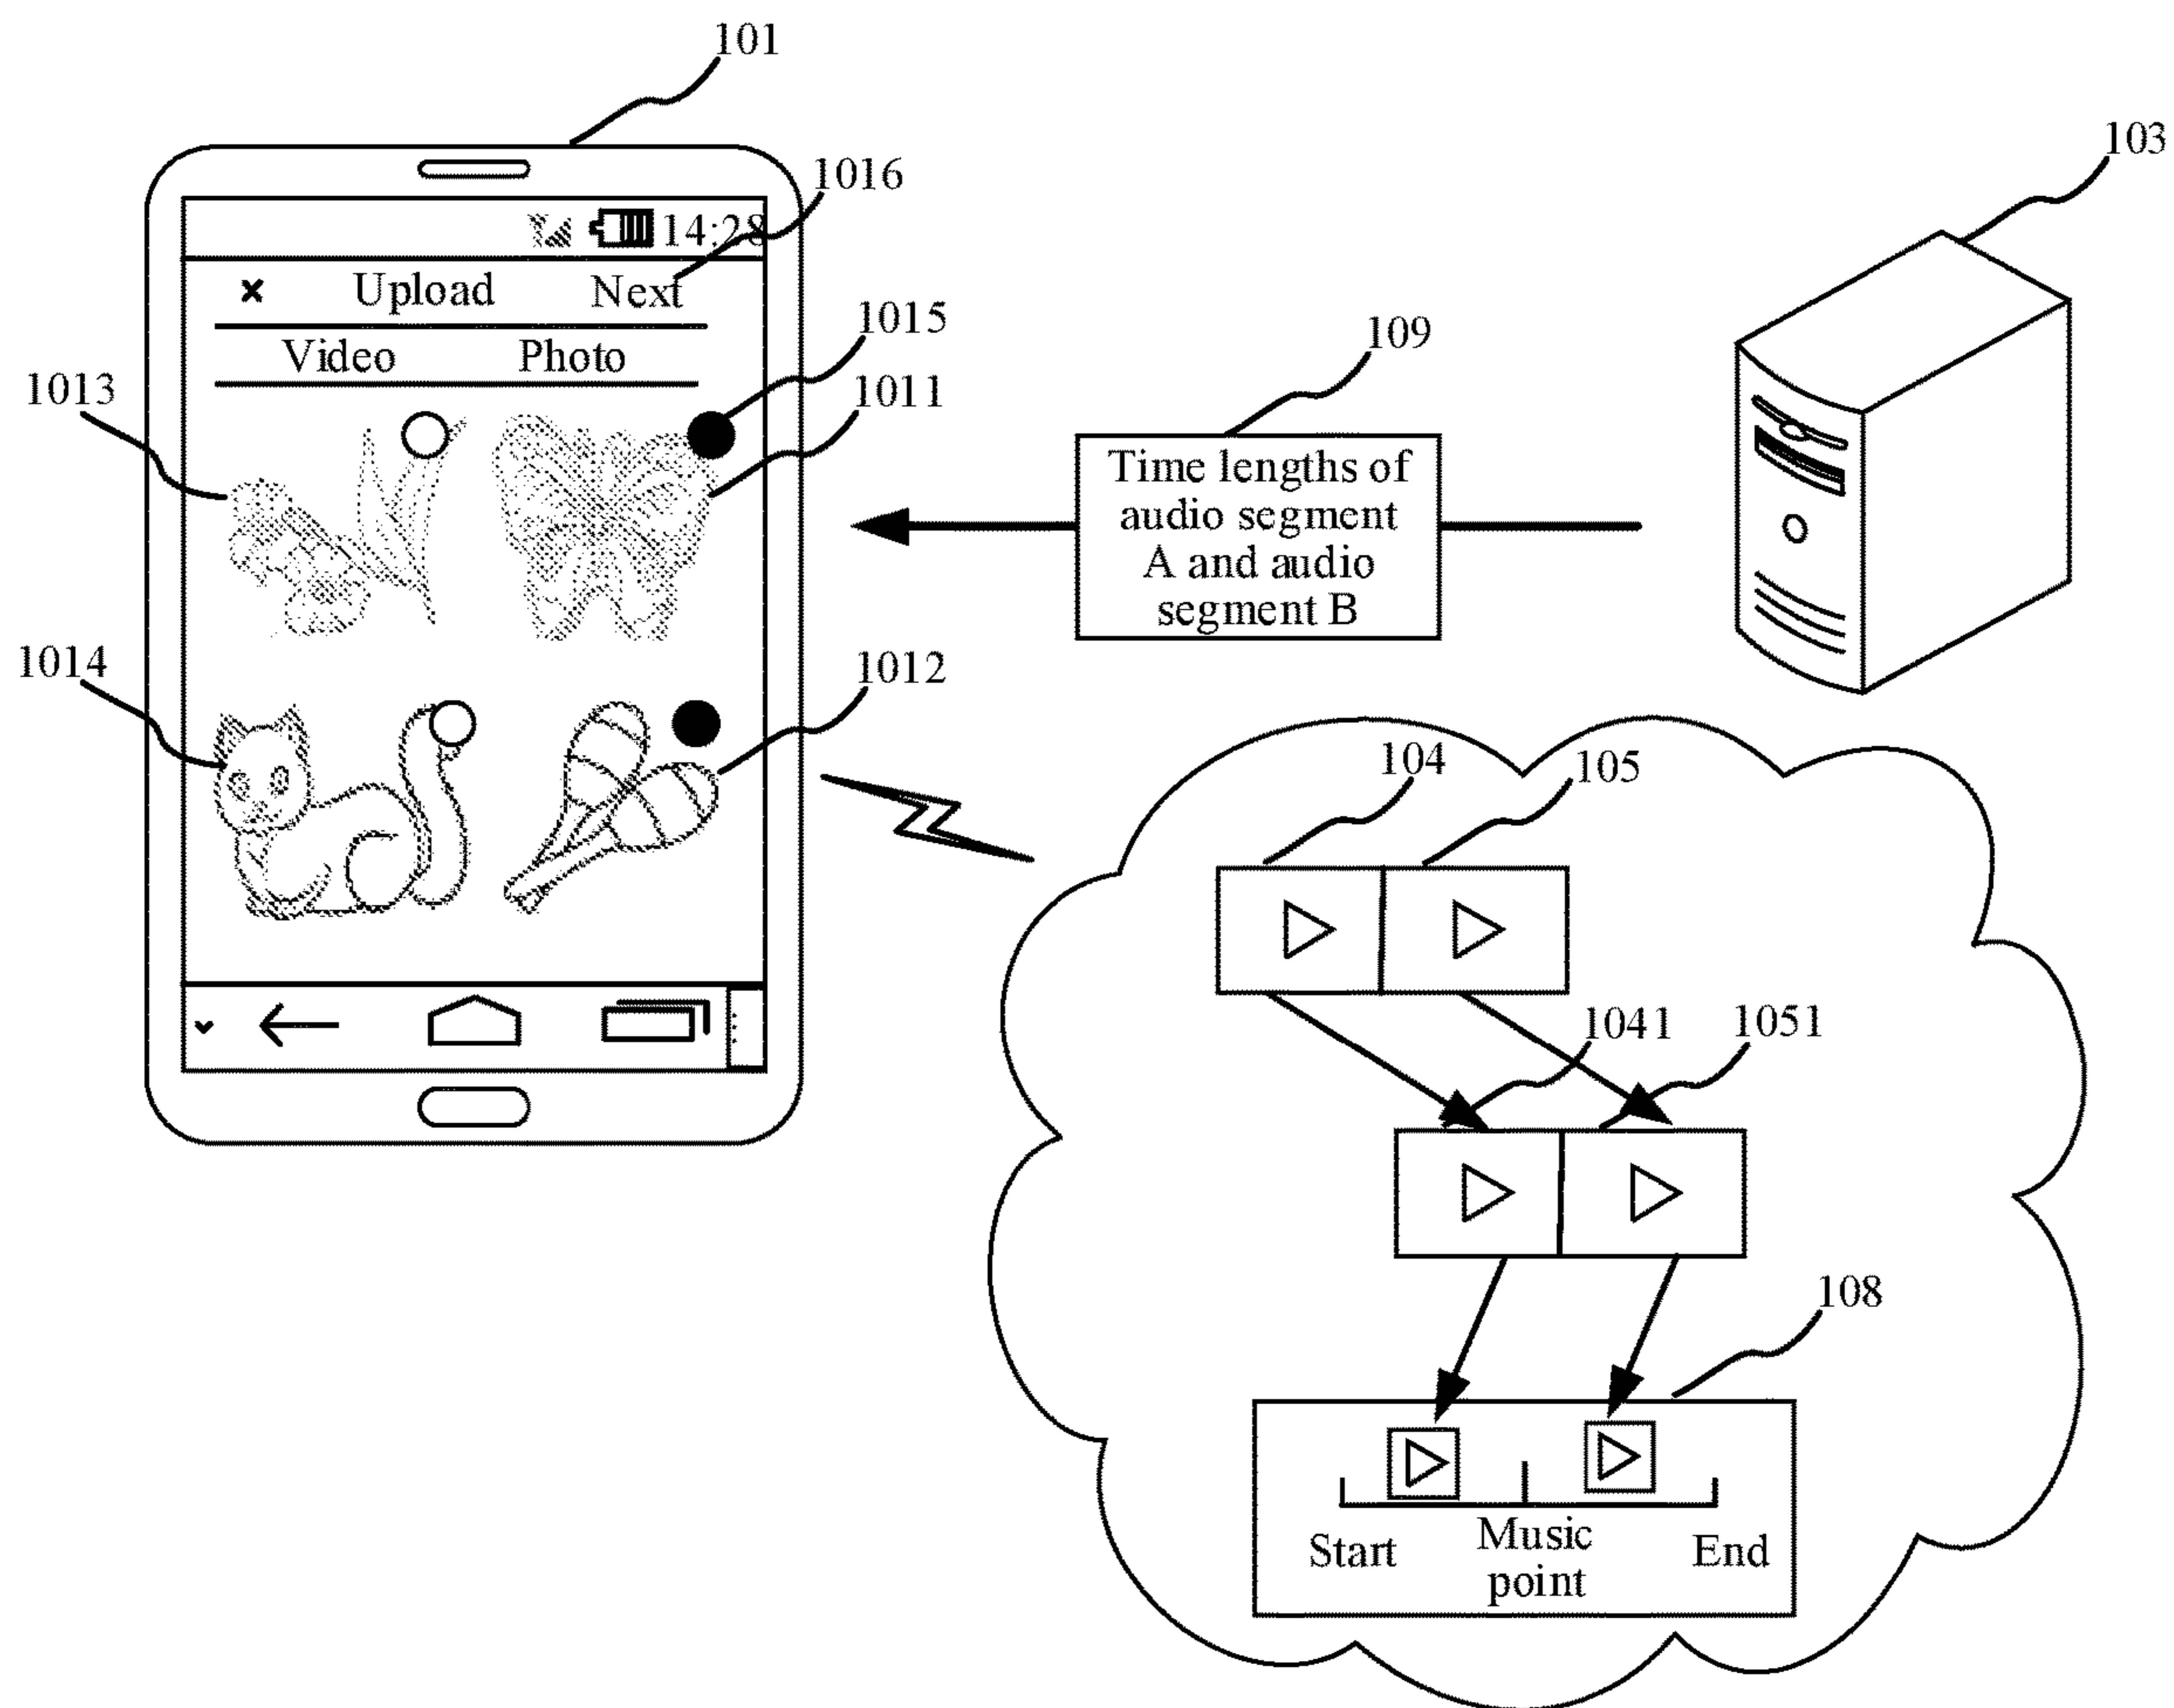 101
103
1016
14:28
× Upload Next
1015
109
Video Photo
1013
1011
Time lengths of
audio segment
A and audio
segment B
1014
1012
104
105
1041
1051
108
Start
Music
point
End